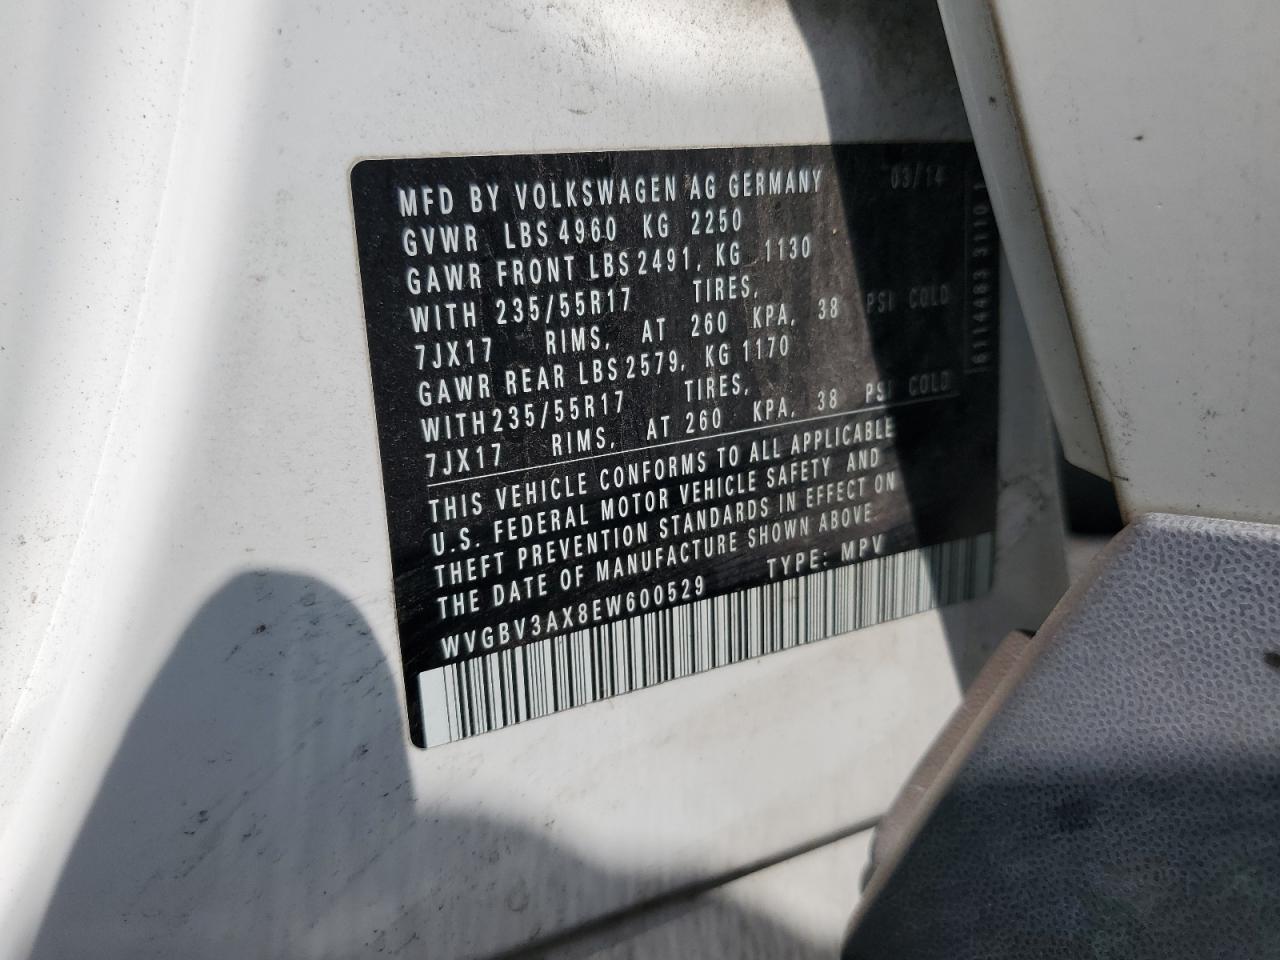 MFD BY VOLKSWAGEN AG GERMANY 03/14
GVWR LBS 4960 KG 2250
GAWR FRONT LBS 2491, KG 1130
WITH 235/55R17 TIRES,
7JX17 RIMS, AT 260 KPA, 38 PSI COLD
GAWR REAR LBS 2579, KG 1170
WITH 235/55R17 TIRES,
7JX17 RIMS, AT 260 KPA, 38 PSI COLD
THIS VEHICLE CONFORMS TO ALL APPLICABLE
U.S. FEDERAL MOTOR VEHICLE SAFETY AND
THEFT PREVENTION STANDARDS IN EFFECT ON
THE DATE OF MANUFACTURE SHOWN ABOVE
WVGBV3AX8EW600529 TYPE: MPV